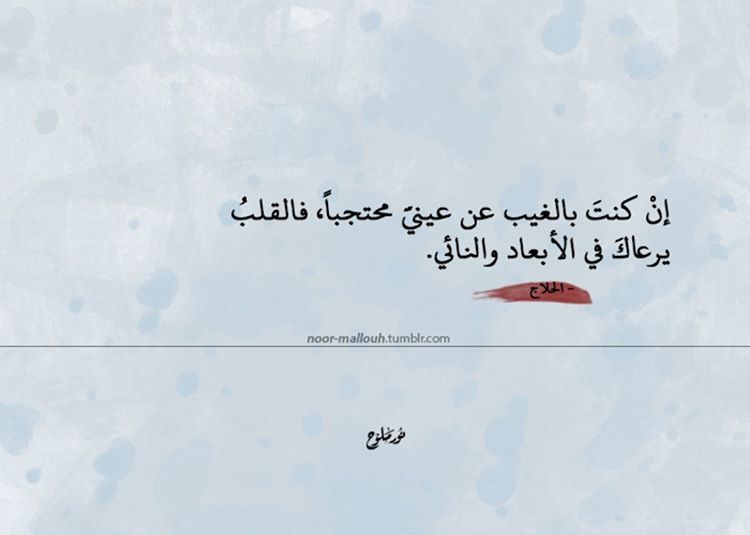 إنْ كنتَ بالغيب عن عينيّ محتجباً، فالقلبُ
يرعاكَ في الأبعاد والنائي.
- الحلاج
noor-mallouh.tumblr.com
نور ملوح